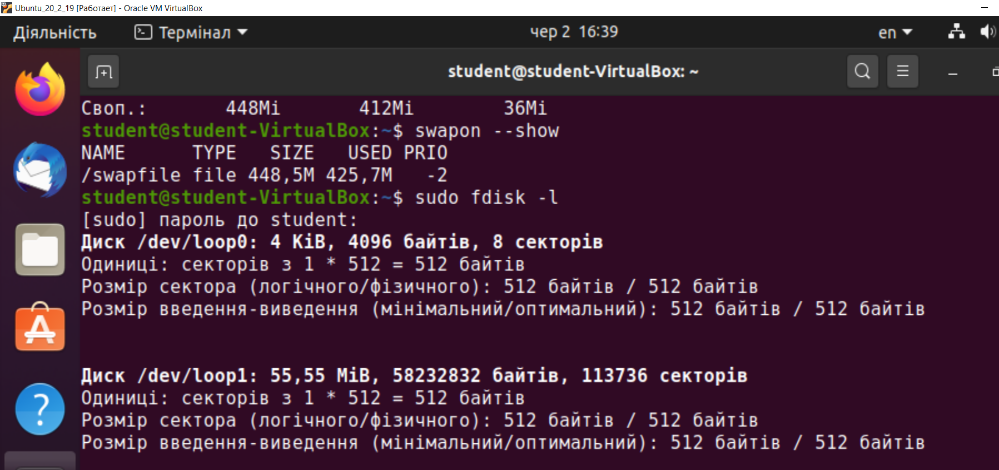 Ubuntu_20_2_19 [Работает] - Oracle VM VirtualBox
Діяльність Термінал чер 2 16:39 en
student@student-VirtualBox: ~
Своп.: 448Mi 412Mi 36Mi
student@student-VirtualBox:~$ swapon --show
NAME TYPE SIZE USED PRIO
/swapfile file 448,5M 425,7M -2
student@student-VirtualBox:~$ sudo fdisk -l
[sudo] пароль до student:
Диск /dev/loop0: 4 KiB, 4096 байтів, 8 секторів
Одиниці: секторів з 1 * 512 = 512 байтів
Розмір сектора (логічного/фізичного): 512 байтів / 512 байтів
Розмір введення-виведення (мінімальний/оптимальний): 512 байтів / 512 байтів
Диск /dev/loop1: 55,55 MiB, 58232832 байтів, 113736 секторів
Одиниці: секторів з 1 * 512 = 512 байтів
Розмір сектора (логічного/фізичного): 512 байтів / 512 байтів
Розмір введення-виведення (мінімальний/оптимальний): 512 байтів / 512 байтів